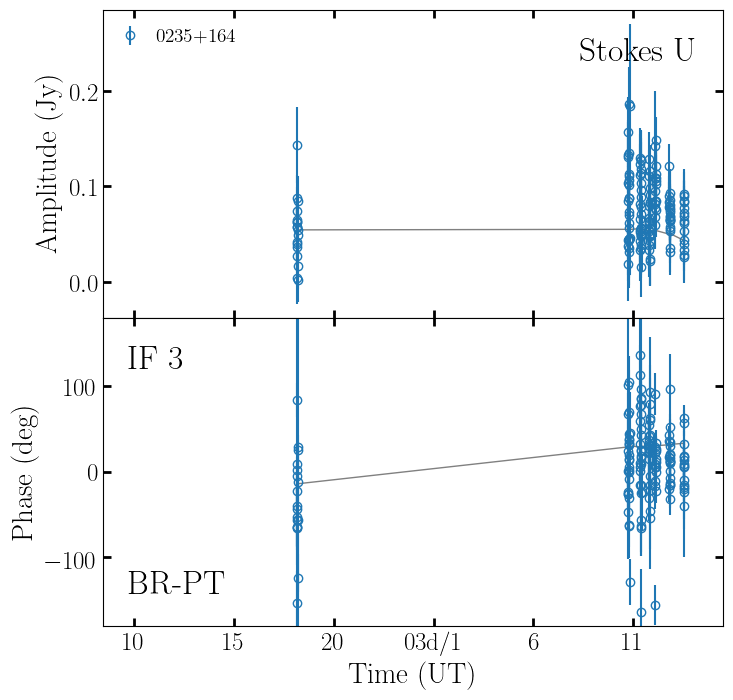 0235+164
Stokes U
Amplitude (Jy)
0.2
0.1
0.0
IF 3
BR-PT
Phase (deg)
100
0
−100
10 15 20 03d/1 6 11
Time (UT)